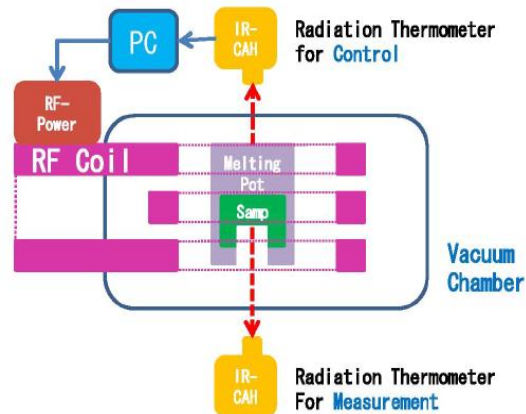 PC
IR-
CAH
Radiation Thermometer
for Control
RF-
Power
RF Coil
Melting
Pot
Samp
Vacuum
Chamber
IR-
CAH
Radiation Thermometer
For Measurement